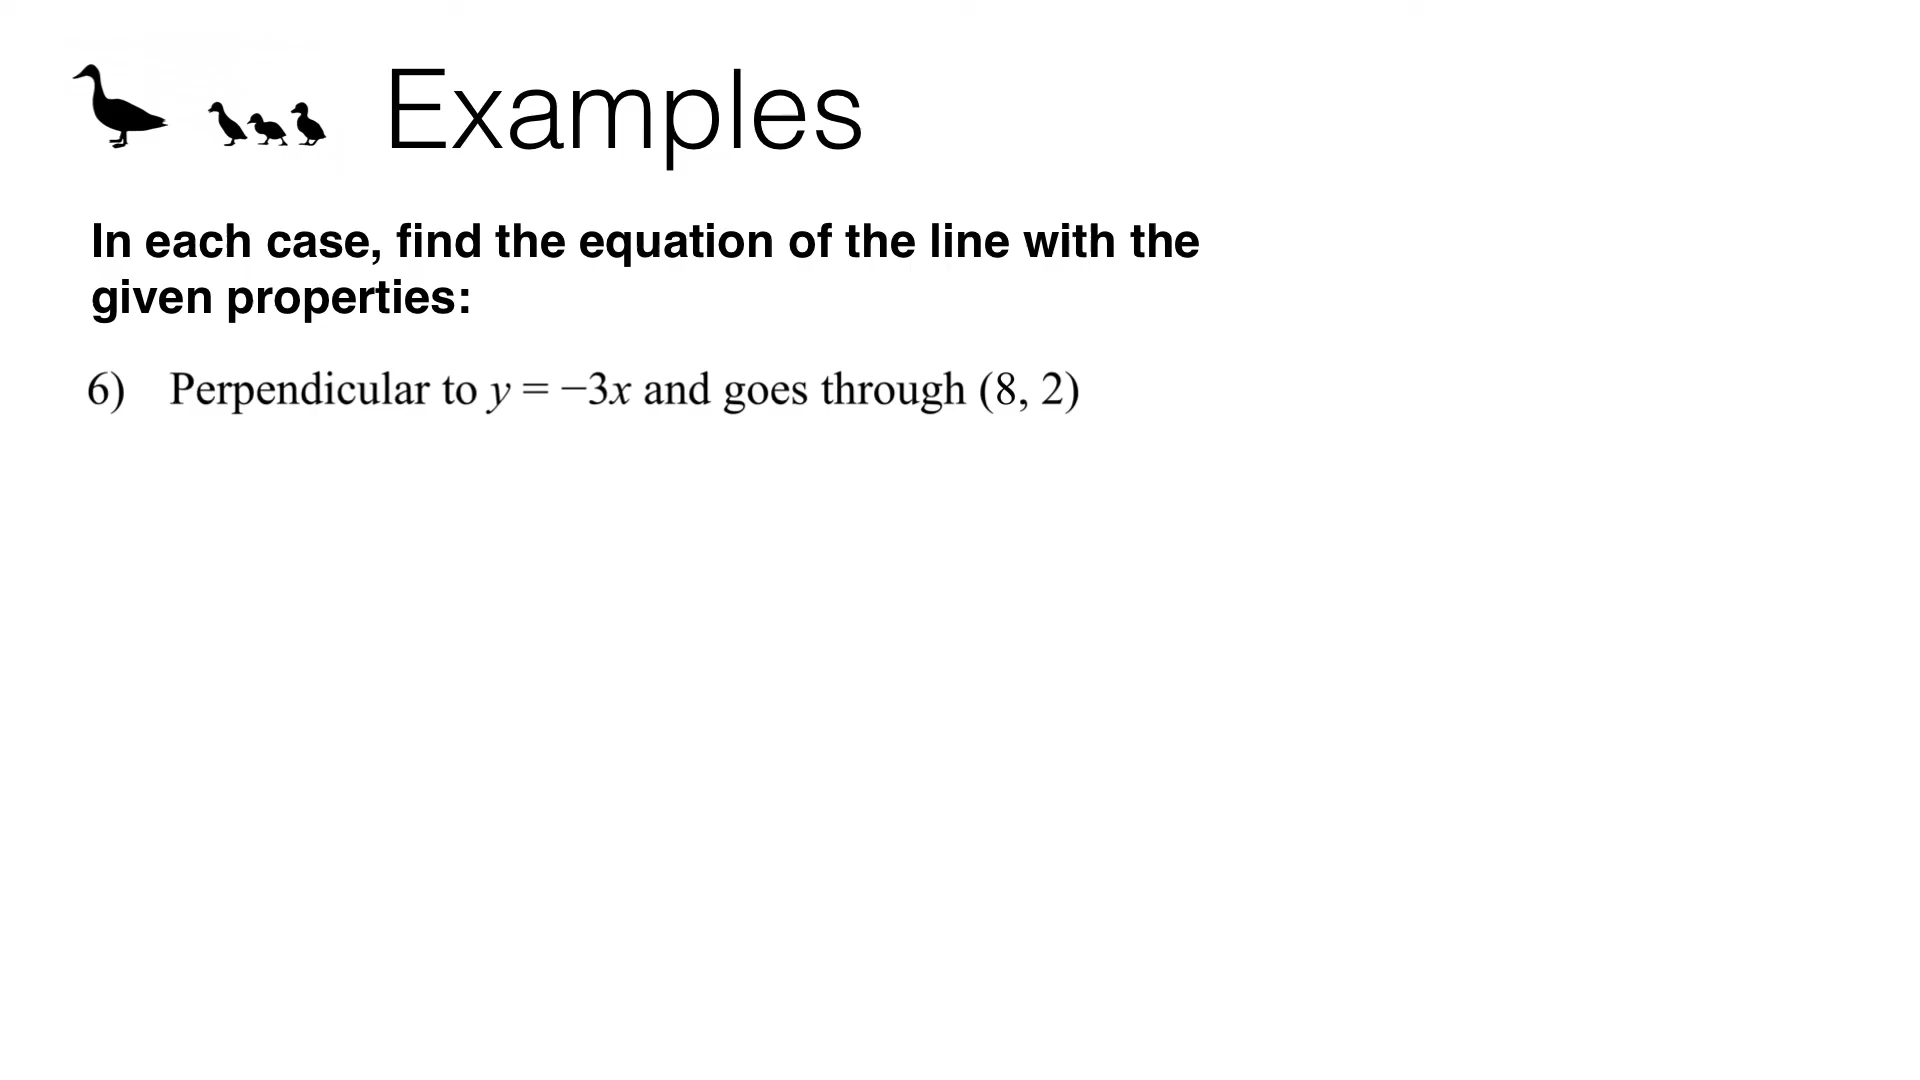 Examples
In each case, find the equation of the line with the
given properties:
6) Perpendicular to y = −3x and goes through (8, 2)